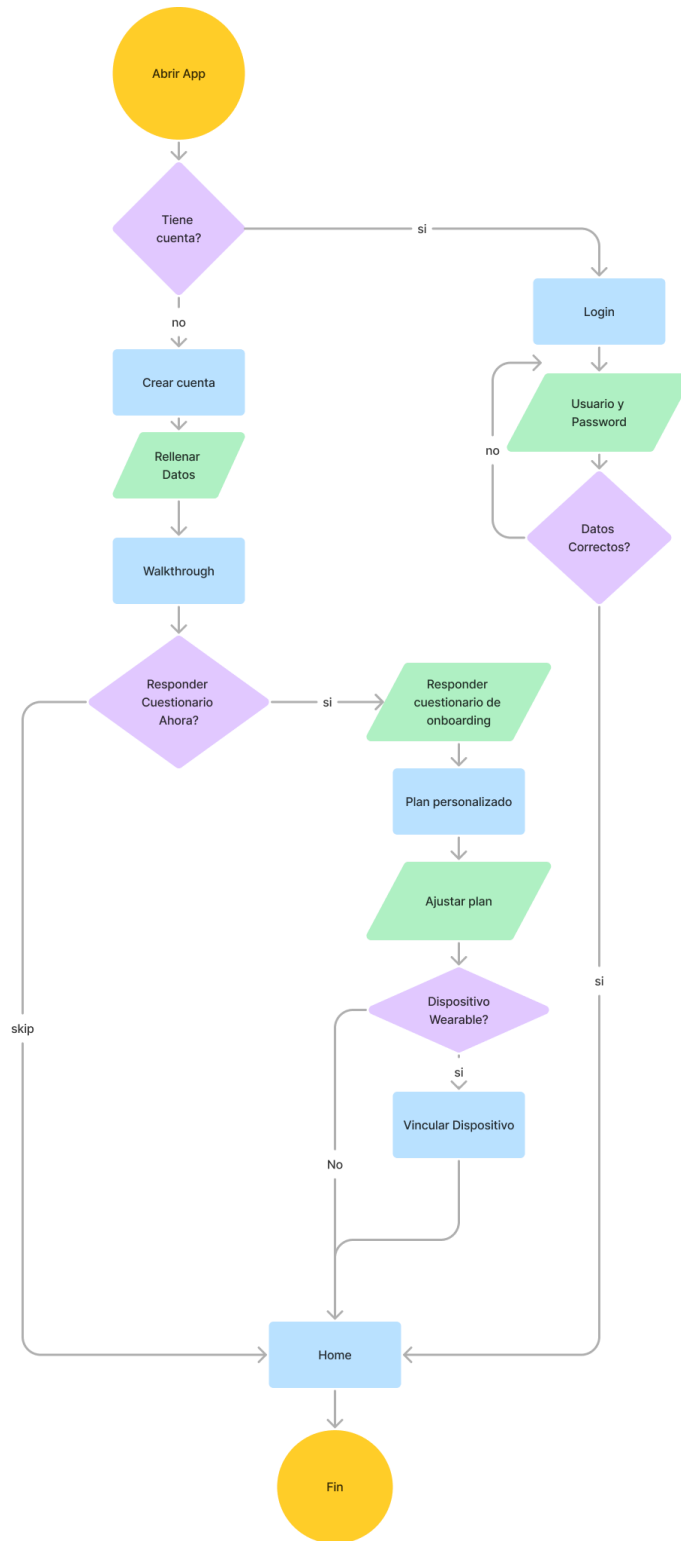 Abrir App
Tiene
cuenta?
si
no
Login
Crear cuenta
Usuario y
Password
Rellenar
Datos
no
Datos
Correctos?
Walkthrough
Responder
Cuestionario
Ahora?
si
Responder
cuestionario de
onboarding
Plan personalizado
Ajustar plan
si
Dispositivo
Wearable?
skip
si
Vincular Dispositivo
No
Home
Fin